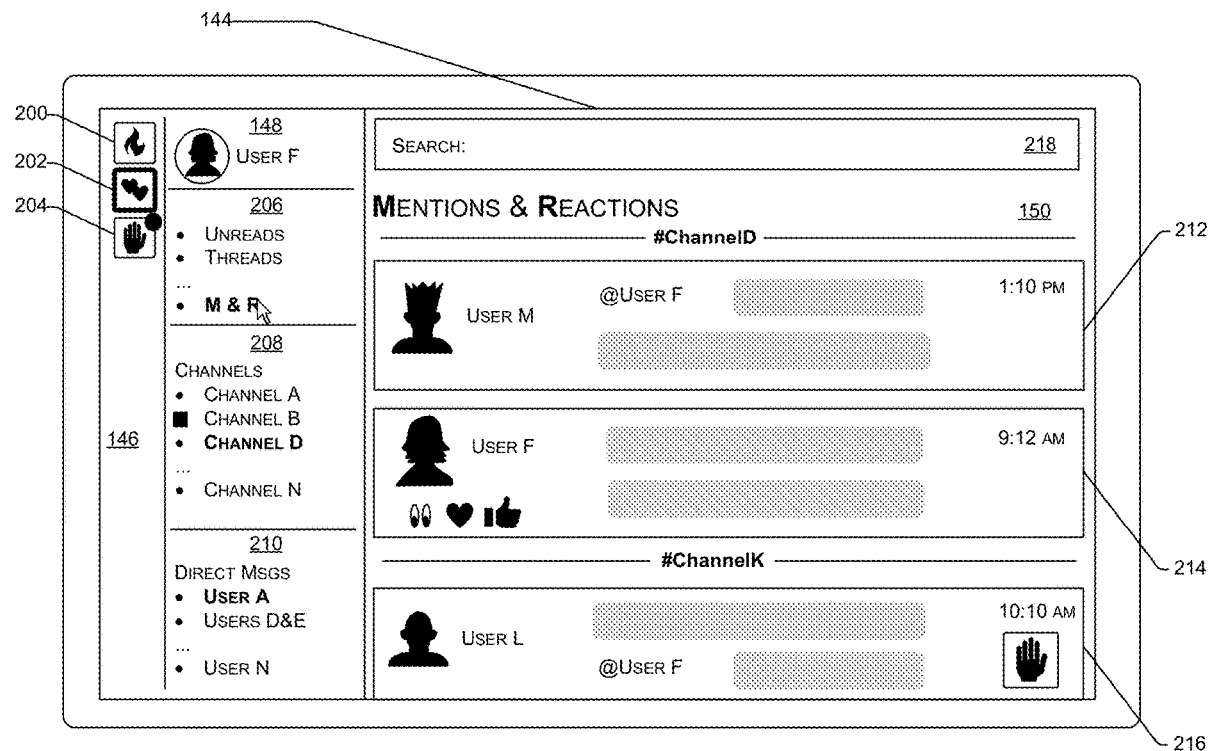 144
200
202
204
148
USER F
206
• UNREADS
• THREADS
...
• M & R
208
CHANNELS
• CHANNEL A
CHANNEL B
• CHANNEL D
...
• CHANNEL N
146
210
DIRECT MSGS
• USER A
• USERS D&E
...
• USER N
SEARCH:
218
MENTIONS & REACTIONS
150
#ChannelD
USER M
@USER F
1:10 PM
212
USER F
9:12 AM
214
#ChannelK
USER L
@USER F
10:10 AM
216